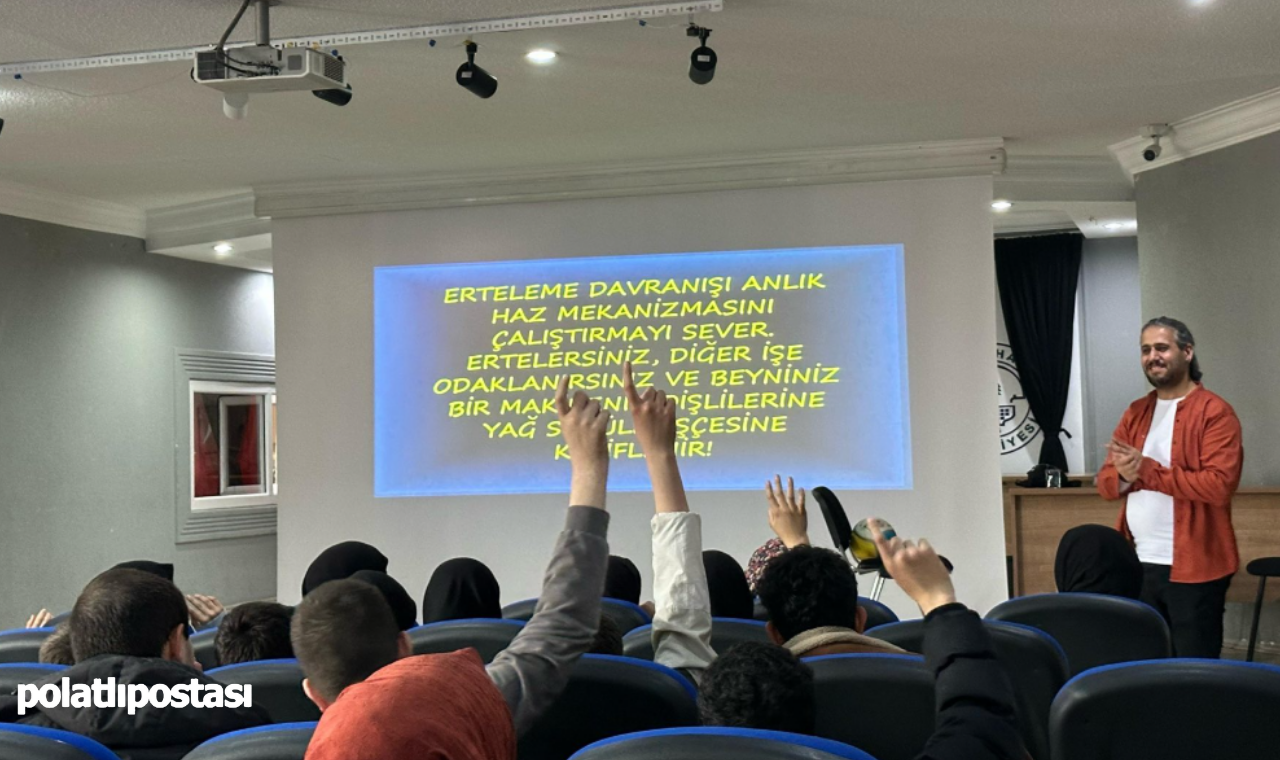 ERTELEME DAVRANIŞI ANLIK
HAZ MEKANİZMASINI
ÇALIŞTIRMAYI SEVER.
ERTELERSİNİZ, DİĞER İŞE
ODAKLANIRSINIZ VE BEYNİNİZ
BİR DİŞLİLERİNE
YAĞ
polatlıpostası